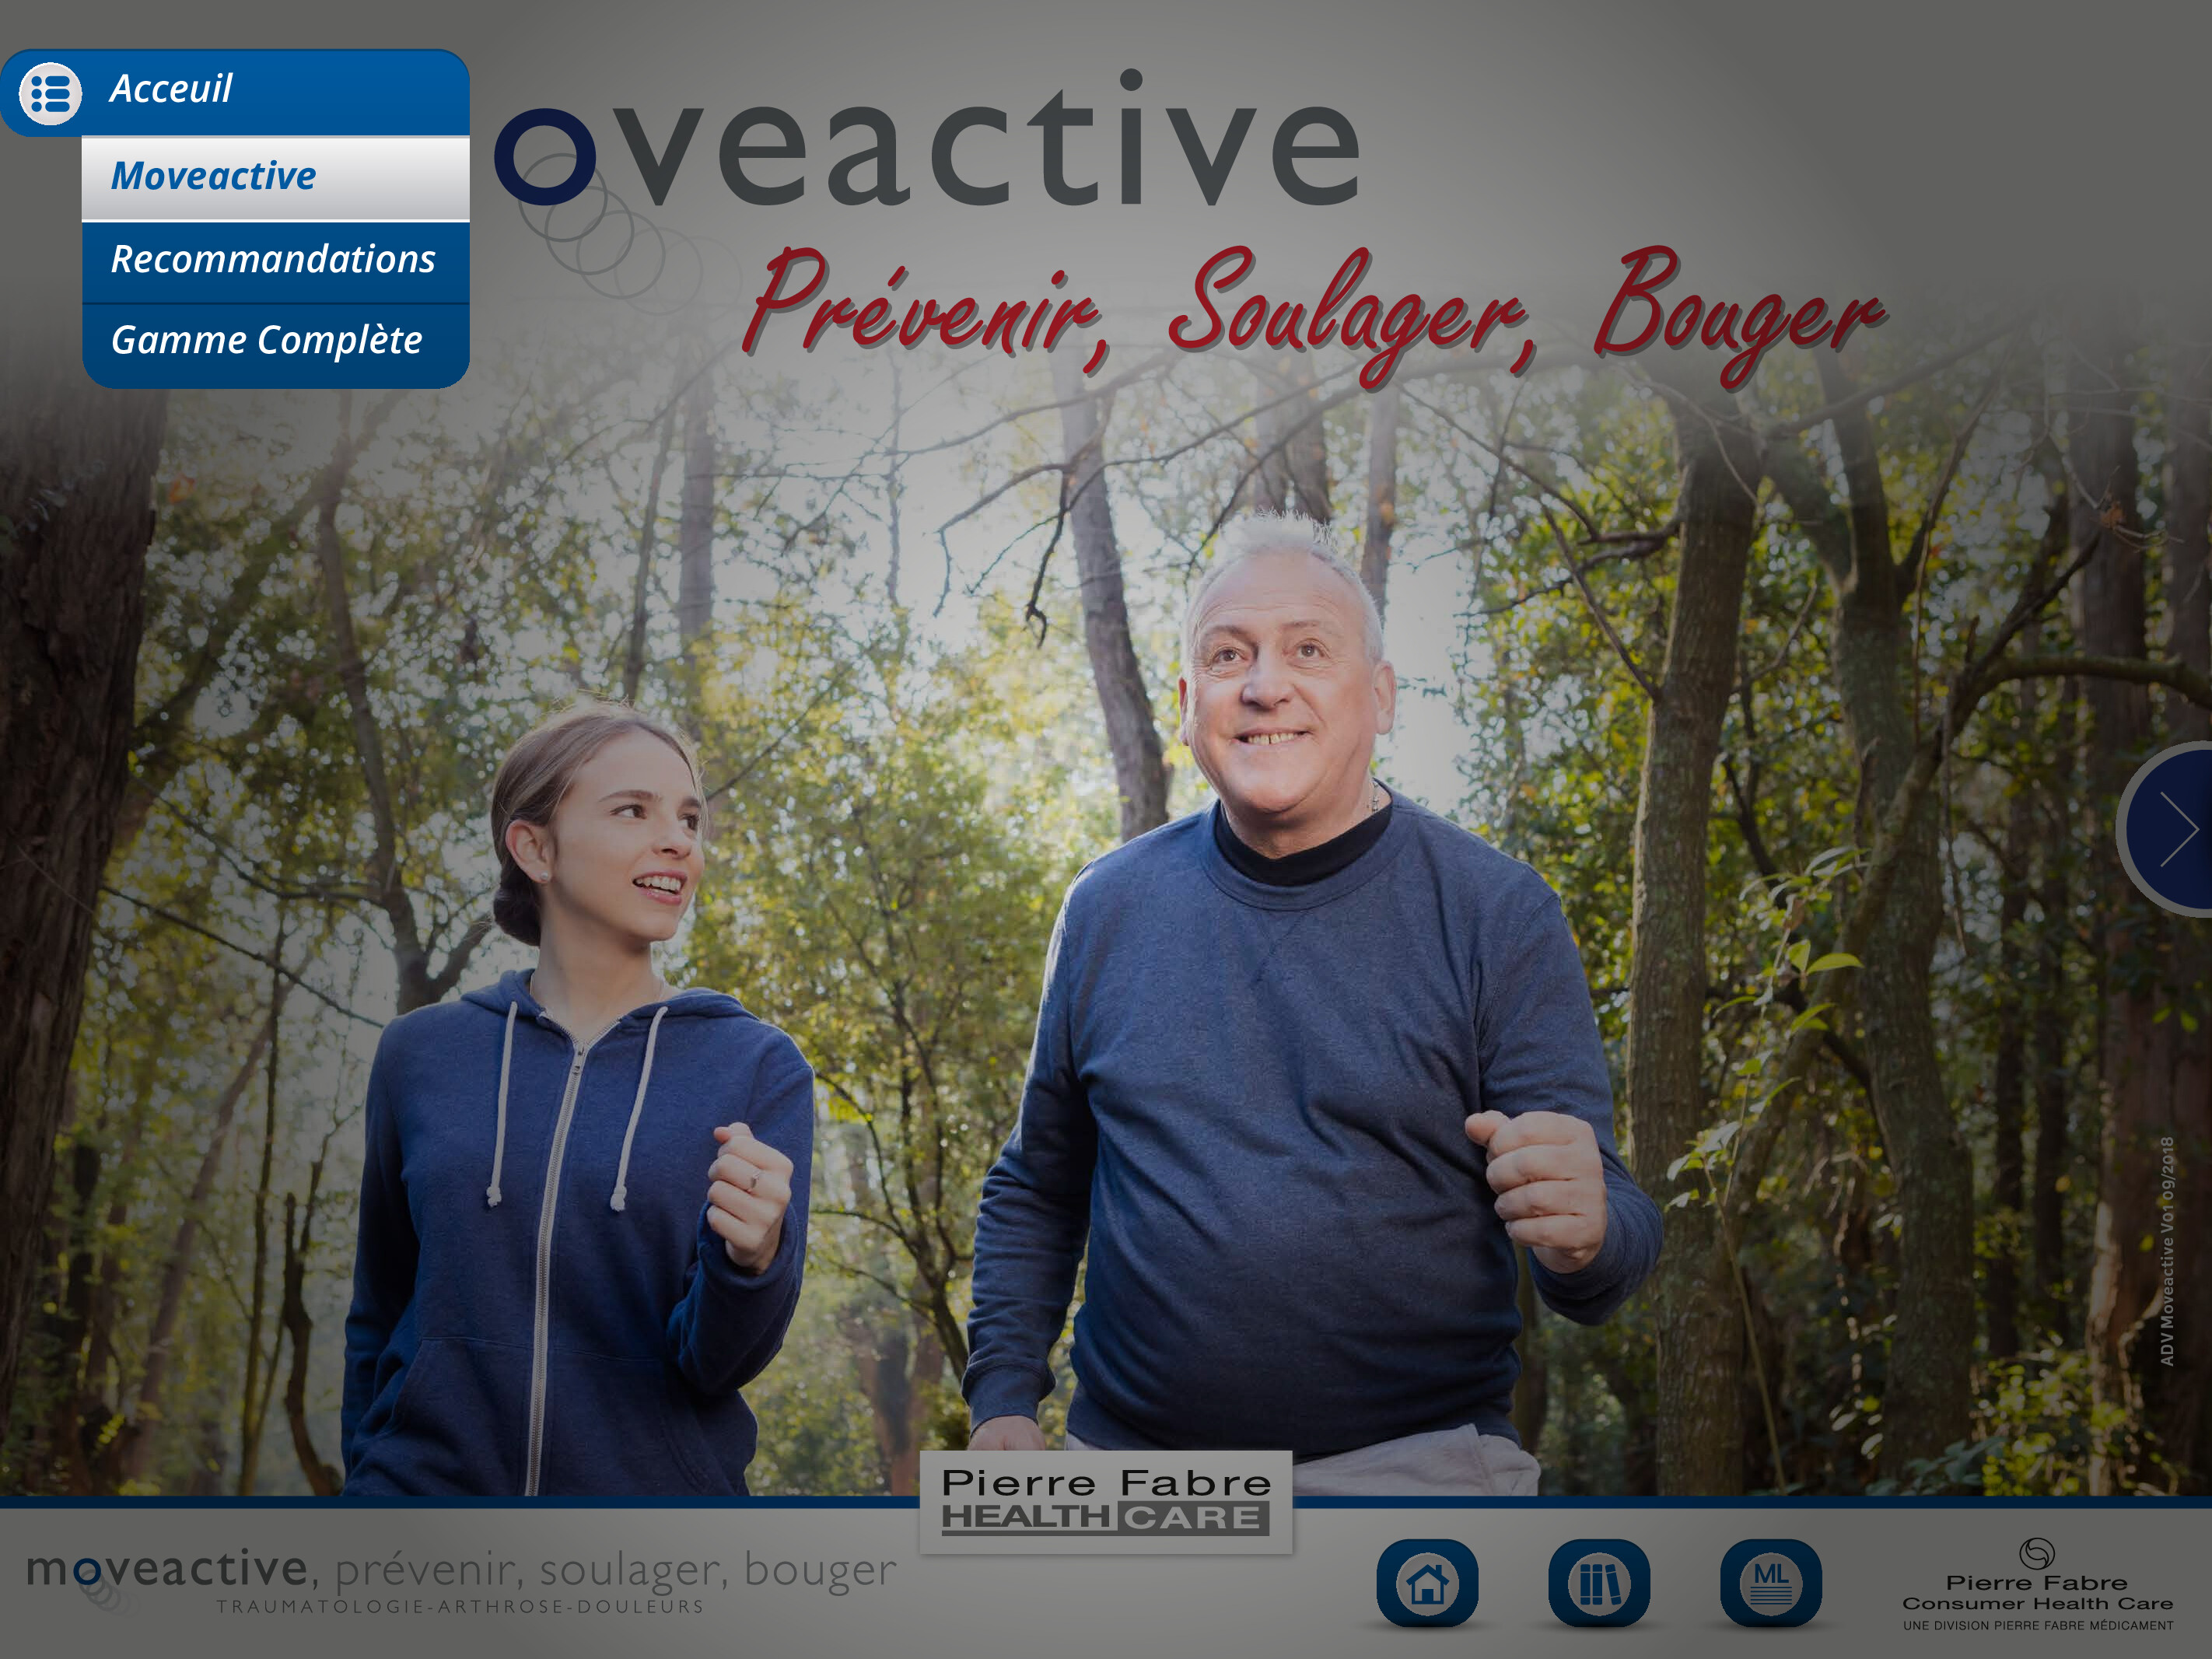 Acceuil
Moveactive
Recommandations
Gamme Complète
oveactive
Prévenir, Soulager, Bouger
ADV Moveactive V01 09/2018
Pierre Fabre
HEALTH CARE
moveactive, prévenir, soulager, bouger
TRAUMATOLOGIE-ARTHROSE-DOULEURS
ML
Pierre Fabre
Consumer Health Care
UNE DIVISION PIERRE FABRE MÉDICAMENT